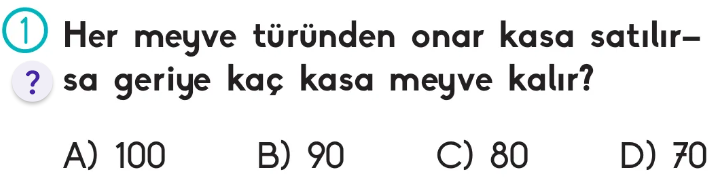 1 Her meyve türünden onar kasa satılır-
? sa geriye kaç kasa meyve kalır?
A) 100 B) 90 C) 80 D) 70